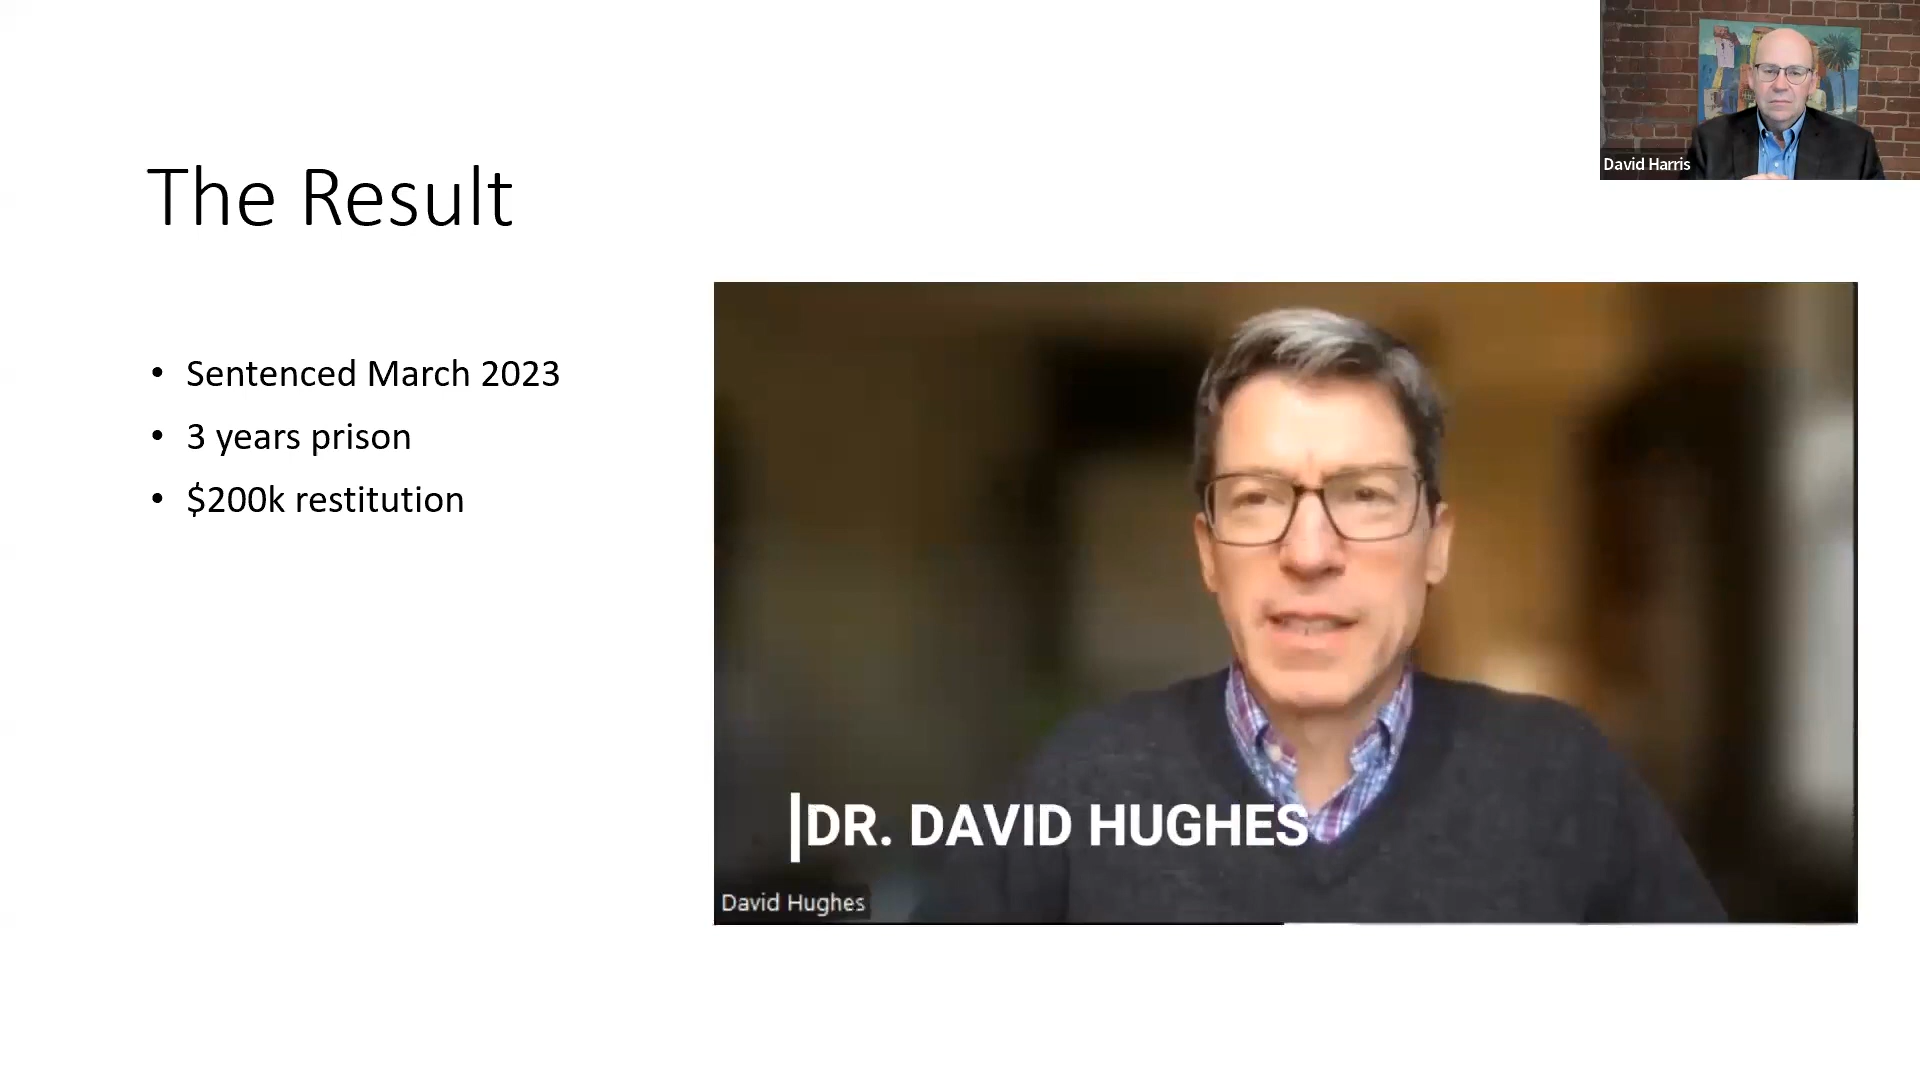 David Harris
The Result
• Sentenced March 2023
• 3 years prison
• $200k restitution
|DR. DAVID HUGHES
David Hughes